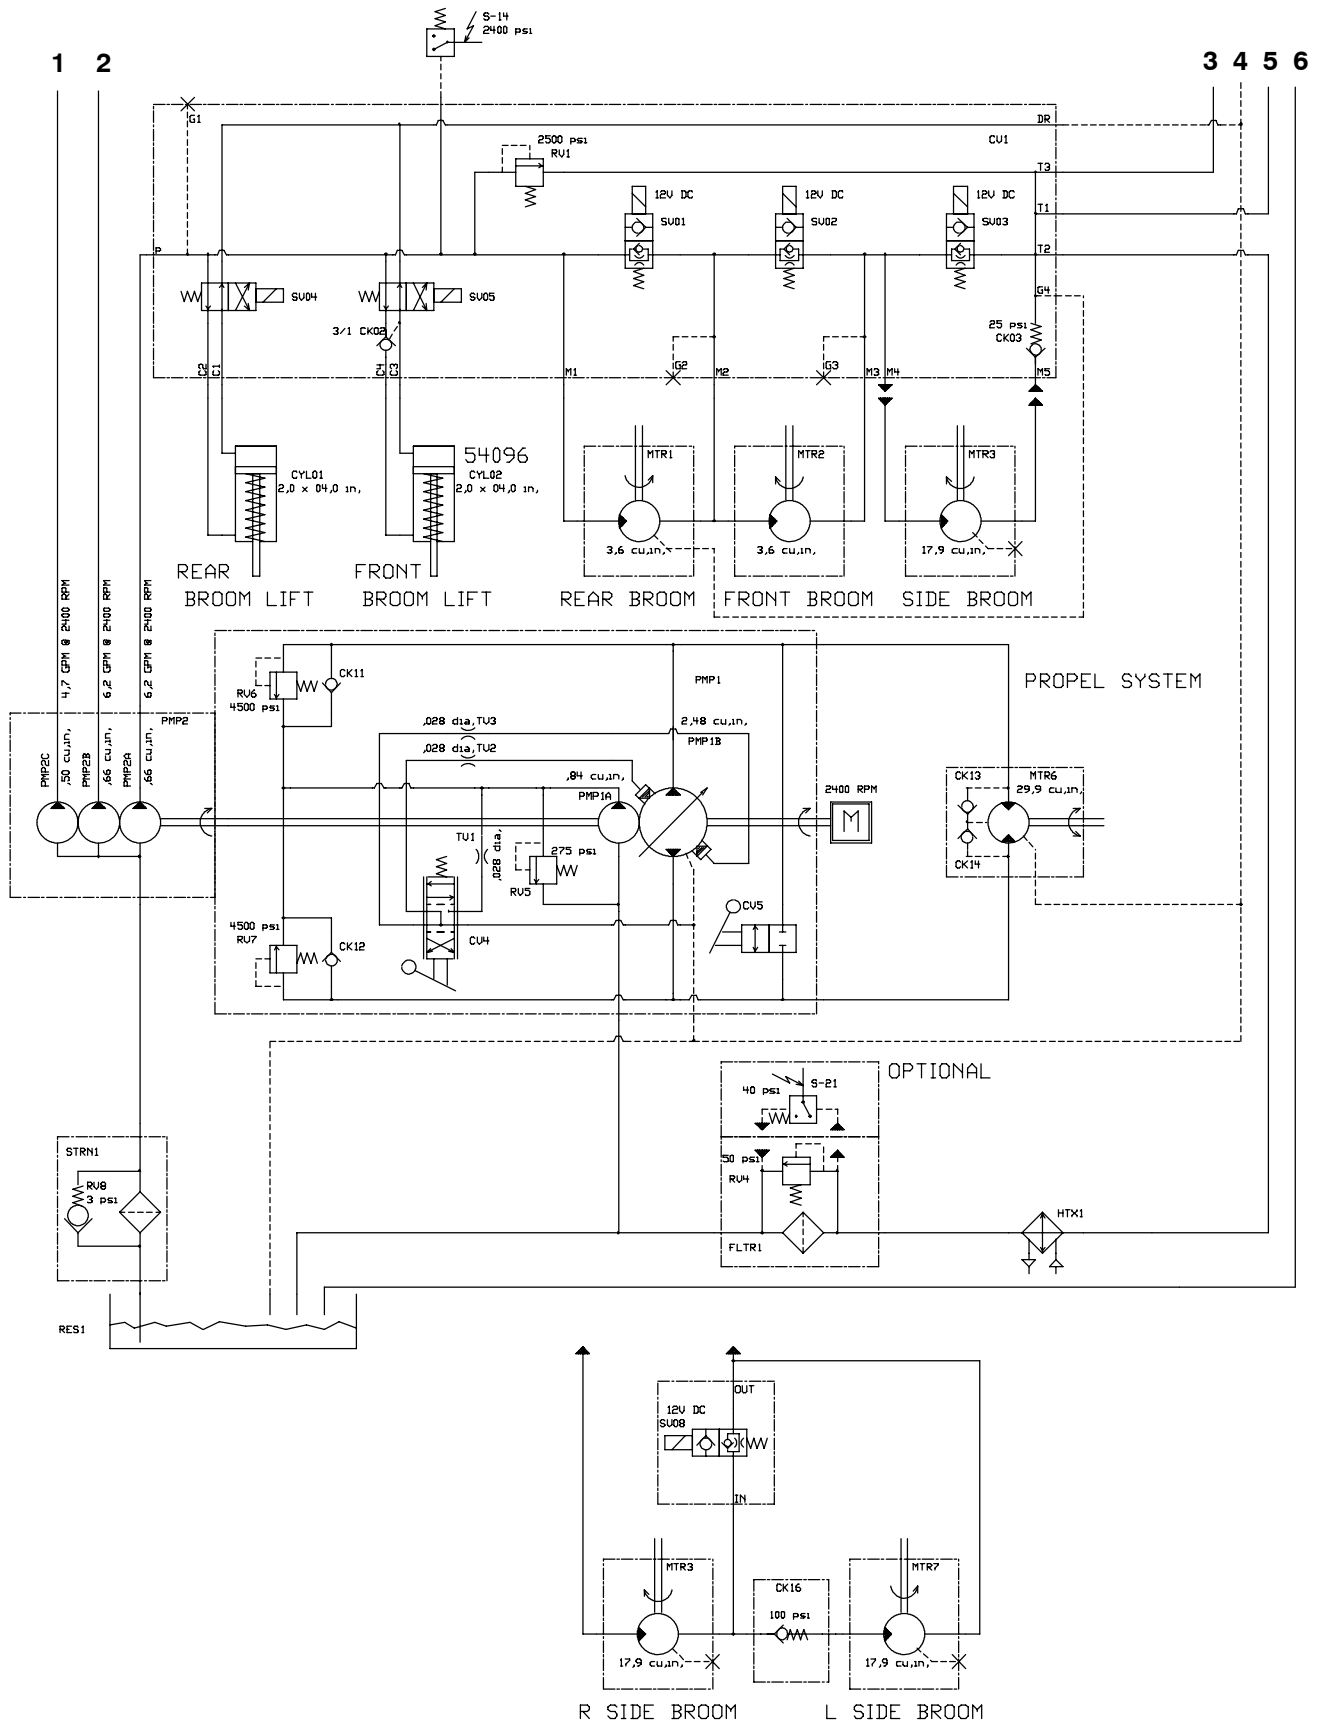 S-14
2400 psi
1 2
3 4 5 6
G1
DR
CV1
2500 psi
RV1
T3
12V DC
12V DC
12V DC
T1
SV01
SV02
SV03
P
T2
G4
SV04
SV05
25 psi
CK03
3/1 CK02
C2
C1
C4
C3
M1
G2
M2
G3
M3
M4
M5
54096
CYL01
2,0 x 04,0 in,
CYL02
2,0 x 04,0 in,
MTR1
MTR2
MTR3
3,6 cu,in,
3,6 cu,in,
17,9 cu,in,
REAR
BROOM LIFT
FRONT
BROOM LIFT
REAR BROOM
FRONT BROOM
SIDE BROOM
4,7 GPM @ 2400 RPM
6,2 GPM @ 2400 RPM
6,2 GPM @ 2400 RPM
PMP2C
,50 cu,in,
PMP2B
,66 cu,in,
PMP2A
,66 cu,in,
PMP2
CK11
RV6
4500 psi
PMP1
PROPEL SYSTEM
,028 dia,TV3
2,48 cu,in,
PMP1B
,028 dia,TV2
,84 cu,in,
PMP1A
2400 RPM
M
CK13
MTR6
29,9 cu,in,
CK14
TV1
,028 dia,
275 psi
RV5
CV5
4500 psi
RV7
CK12
CV4
OPTIONAL
S-21
40 psi
STRN1
50 psi
RV4
RV8
3 psi
FLTR1
HTX1
RES1
OUT
12V DC
SV08
IN
MTR3
CK16
MTR7
100 psi
17,9 cu,in,
17,9 cu,in,
R SIDE BROOM
L SIDE BROOM